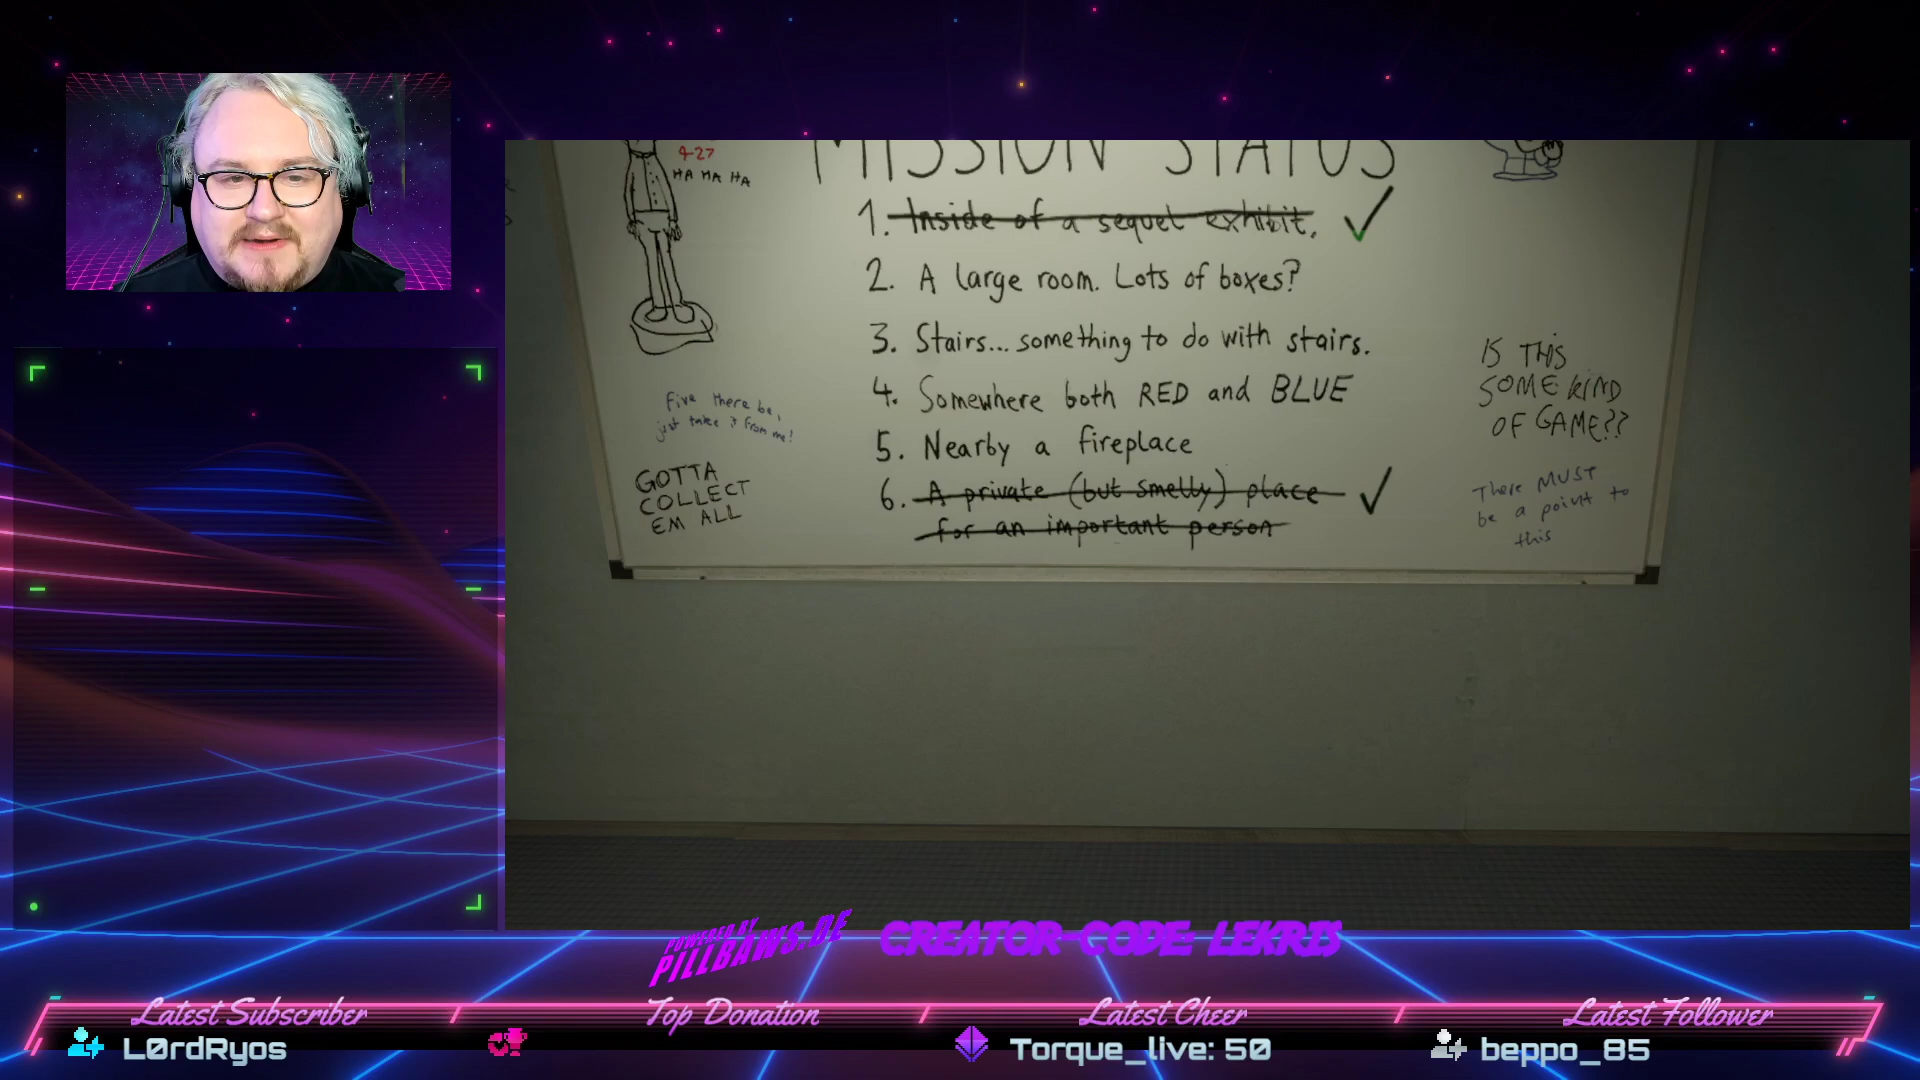 4-27
HA HA HA
MISSION STATUS
1. Inside of a sequel exhibit.
2. A large room. Lots of boxes?
3. Stairs... something to do with stairs.
4. Somewhere both RED and BLUE
5. Nearby a fireplace
6. A private (but smelly) place
for an important person
Five there be,
just take it from me!
GOTTA
COLLECT
EM ALL
IS THIS
SOME KIND
OF GAME??
There MUST
be a point to
this
POWERED BY
PILLBAWS.DE
CREATOR-CODE: LEKRIS
Latest Subscriber
L0rdRyos
Top Donation
Latest Cheer
Torque_live: 50
Latest Follower
beppo_85